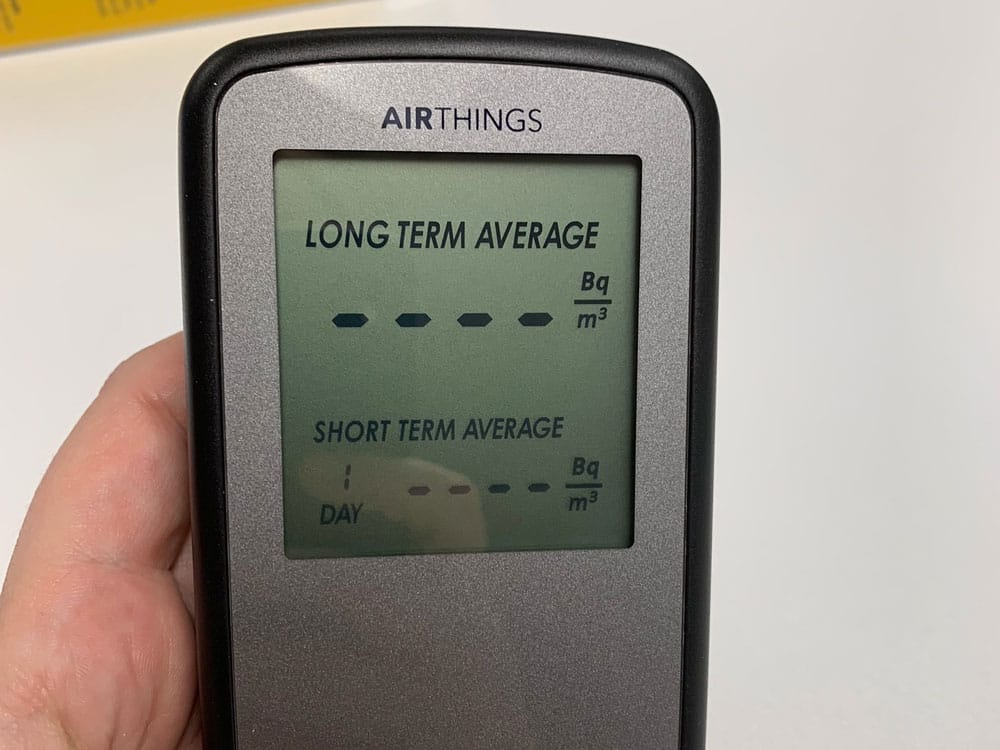 AIRTHINGS
LONG TERM AVERAGE
---- Bq/m³
SHORT TERM AVERAGE
1 ---- Bq/m³
DAY